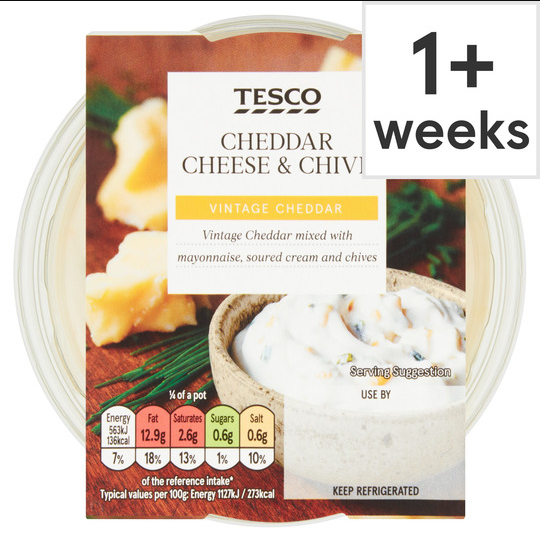 1+
weeks
TESCO
CHEDDAR
CHEESE & CHIV
VINTAGE CHEDDAR
Vintage Cheddar mixed with
mayonnaise, soured cream and chives
Serving Suggestion
USE BY
¼ of a pot
Energy Fat Saturates Sugars Salt
563kJ
136kcal 12.9g 2.6g 0.6g 0.6g
7% 18% 13% 1% 10%
of the reference intake*
Typical values per 100g: Energy 1127kJ / 273kcal
KEEP REFRIGERATED